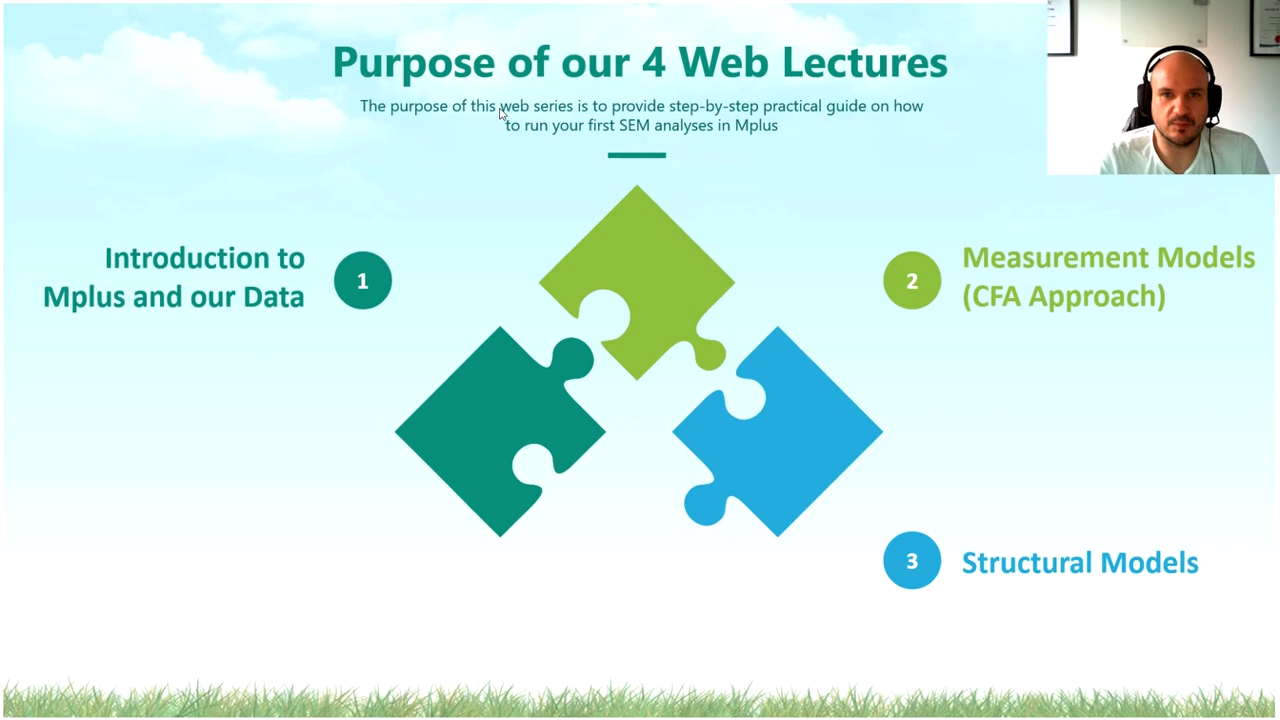 Purpose of our 4 Web Lectures
The purpose of this web series is to provide step-by-step practical guide on how
to run your first SEM analyses in Mplus
Introduction to
Mplus and our Data
1
2
Measurement Models
(CFA Approach)
3
Structural Models